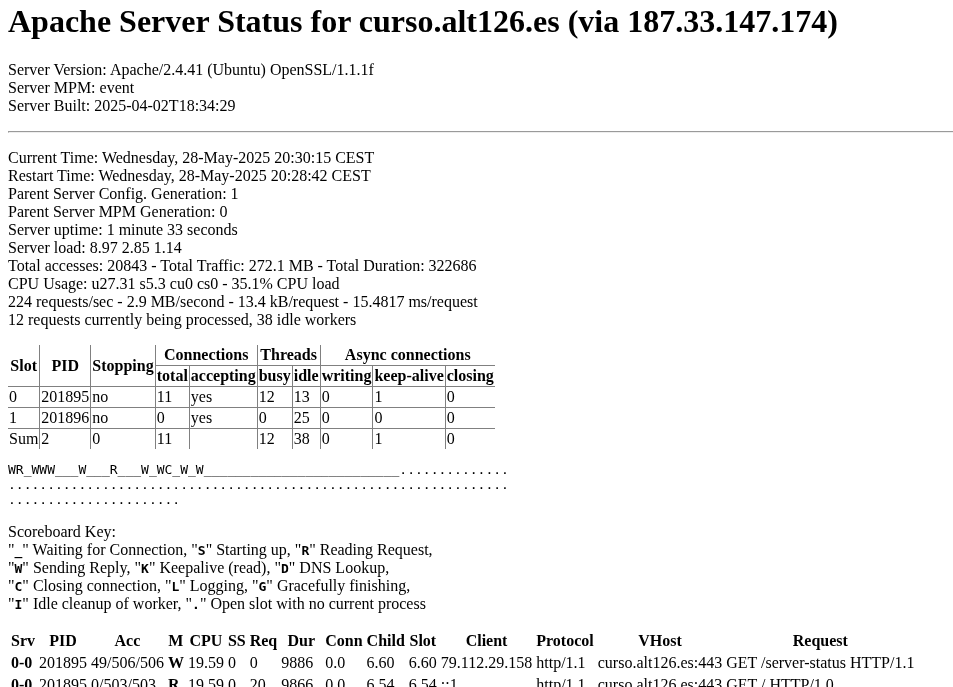 Apache Server Status for curso.alt126.es (via 187.33.147.174)
Server Version: Apache/2.4.41 (Ubuntu) OpenSSL/1.1.1f
Server MPM: event
Server Built: 2025-04-02T18:34:29
Current Time: Wednesday, 28-May-2025 20:30:15 CEST
Restart Time: Wednesday, 28-May-2025 20:28:42 CEST
Parent Server Config. Generation: 1
Parent Server MPM Generation: 0
Server uptime: 1 minute 33 seconds
Server load: 8.97 2.85 1.14
Total accesses: 20843 - Total Traffic: 272.1 MB - Total Duration: 322686
CPU Usage: u27.31 s5.3 cu0 cs0 - 35.1% CPU load
224 requests/sec - 2.9 MB/second - 13.4 kB/request - 15.4817 ms/request
12 requests currently being processed, 38 idle workers
Slot PID Stopping Connections Threads Async connections
total accepting busy idle writing keep-alive closing
0 201895 no 11 yes 12 13 0 1 0
1 201896 no 0 yes 0 25 0 0 0
Sum 2 0 11 12 38 0 1 0
WR_WWW___W___R___W_WC_W_W_________________________..............
................................................................
......................
Scoreboard Key:
"_" Waiting for Connection, "S" Starting up, "R" Reading Request,
"W" Sending Reply, "K" Keepalive (read), "D" DNS Lookup,
"C" Closing connection, "L" Logging, "G" Gracefully finishing,
"I" Idle cleanup of worker, "." Open slot with no current process
Srv PID Acc M CPU SS Req Dur Conn Child Slot Client Protocol VHost Request
0-0 201895 49/506/506 W 19.59 0 0 9886 0.0 6.60 6.60 79.112.29.158 http/1.1 curso.alt126.es:443 GET /server-status HTTP/1.1
0-0 201895 0/503/503 R 19.59 0 20 9866 0.0 6.54 6.54 ::1 http/1.1 curso.alt126.es:443 GET / HTTP/1.0